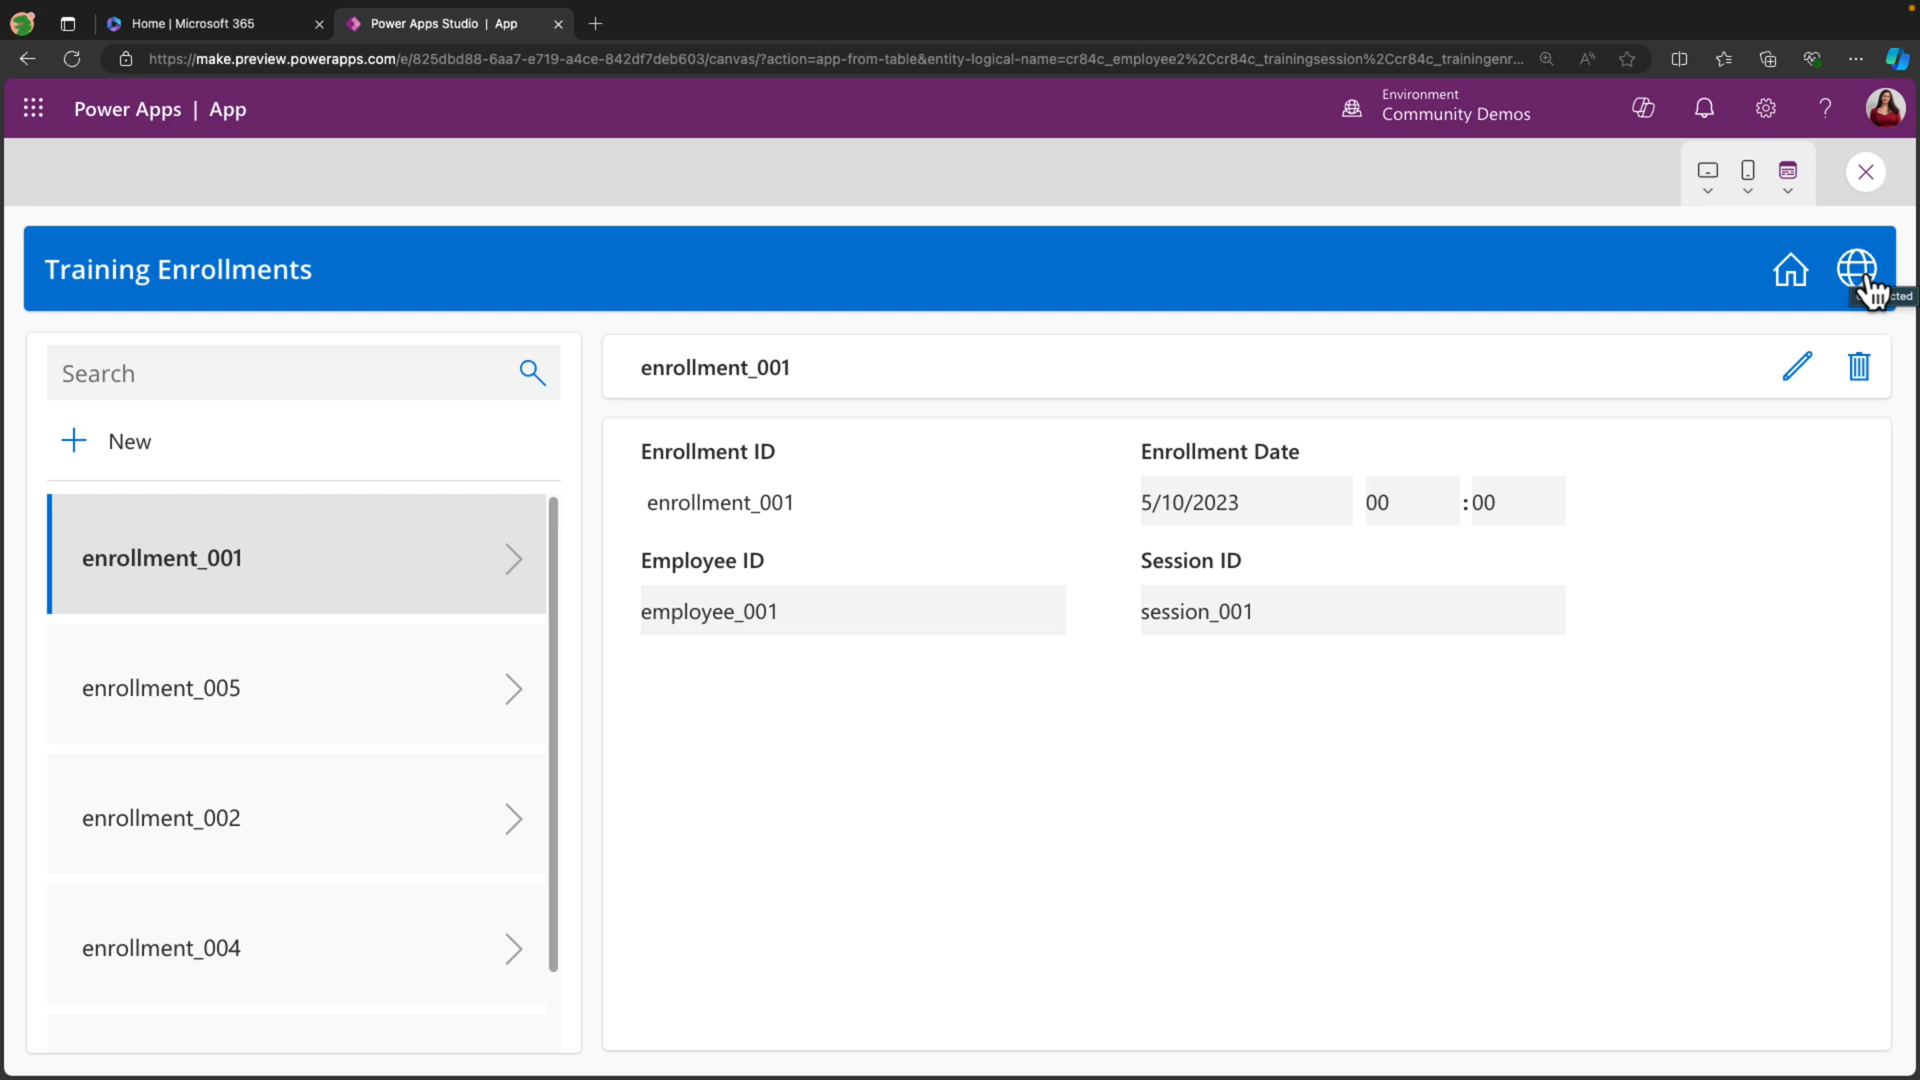 Home | Microsoft 365
Power Apps Studio | App
https://make.preview.powerapps.com/e/825dbd88-6aa7-e719-a4ce-842df7deb603/canvas/?action=app-from-table&entity-logical-name=cr84c_employee2%2Ccr84c_trainingsession%2Ccr84c_trainingenr...
Power Apps | App
Environment
Community Demos
Training Enrollments
Search
enrollment_001
New
Enrollment ID
Enrollment Date
enrollment_001
5/10/2023
00
:00
Employee ID
Session ID
employee_001
session_001
enrollment_001
enrollment_005
enrollment_002
enrollment_004